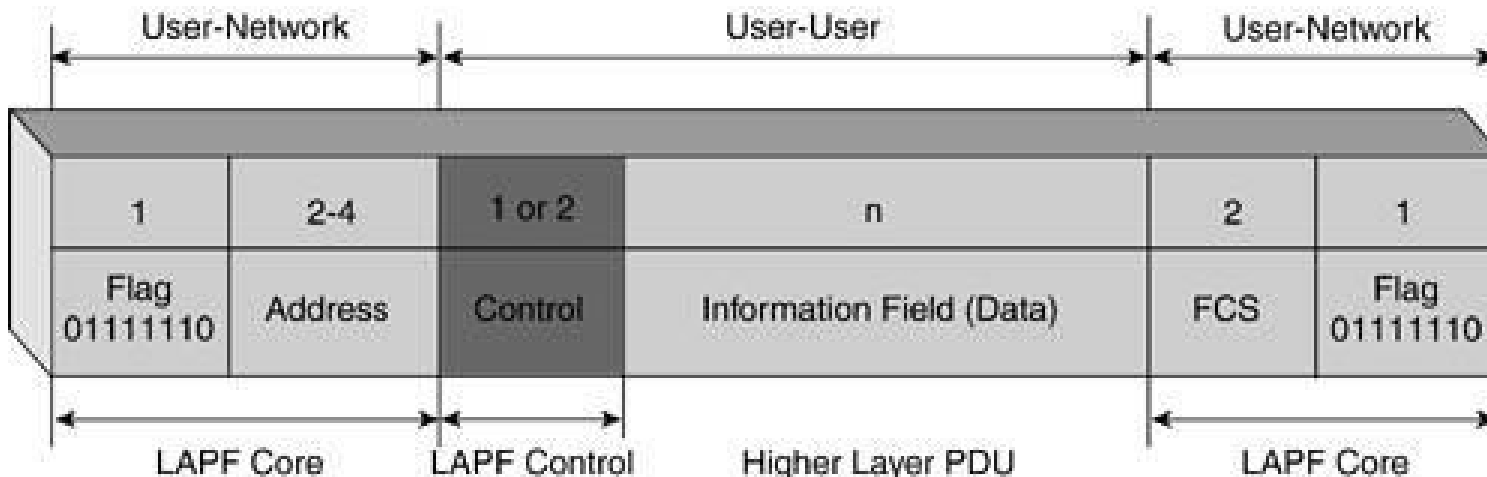 User-Network User-User User-Network
1 2-4 1 or 2 n 2 1
Flag 01111110 Address Control Information Field (Data) FCS Flag 01111110
LAPF Core LAPF Control Higher Layer PDU LAPF Core